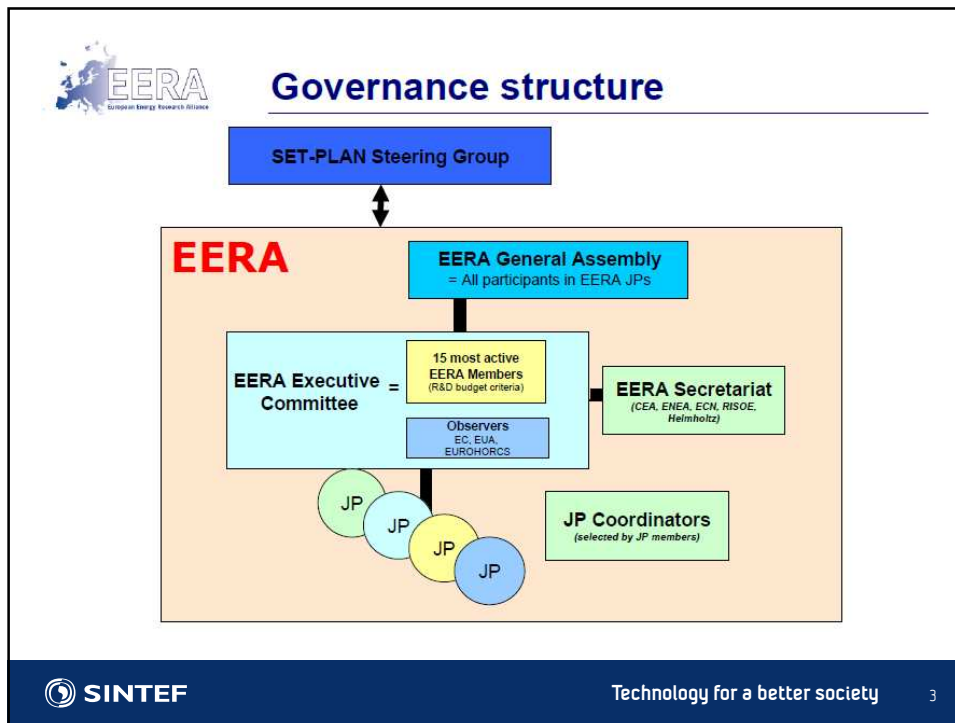 EERA
European Energy Research Alliance
Governance structure
SET-PLAN Steering Group
EERA
EERA General Assembly
= All participants in EERA JPs
EERA Executive
Committee
=
15 most active
EERA Members
(R&D budget criteria)
Observers
EC, EUA,
EUROHORCS
EERA Secretariat
(CEA, ENEA, ECN, RISOE,
Helmholtz)
JP
JP
JP
JP
JP Coordinators
(selected by JP members)
SINTEF
Technology for a better society
3